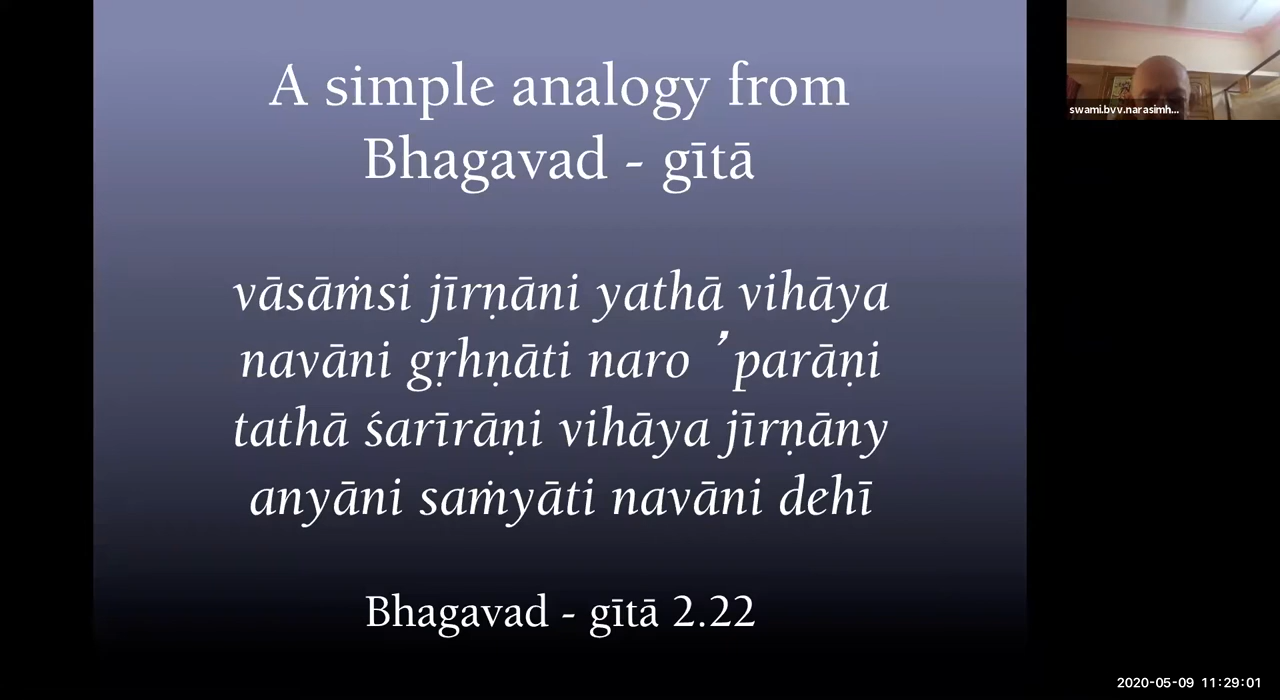 A simple analogy from
Bhagavad - gītā
vāsāṁsi jīrṇāni yathā vihāya
navāni gṛhṇāti naro ’parāṇi
tathā śarīrāṇi vihāya jīrṇāny
anyāni saṁyāti navāni dehī
Bhagavad - gītā 2.22
swami.bvv.narasimh...
2020-05-09 11:29:01